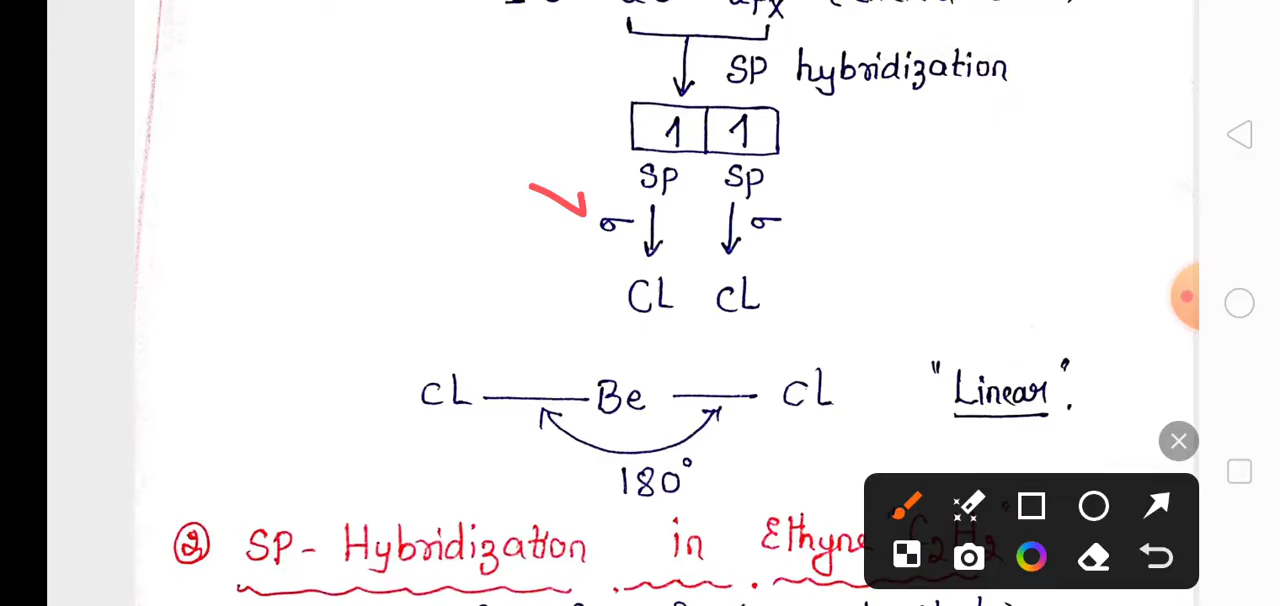 SP hybridization
1 1
SP SP
σ σ
CL CL
CL Be CL "Linear".
180°
② SP- Hybridization in Ethyne